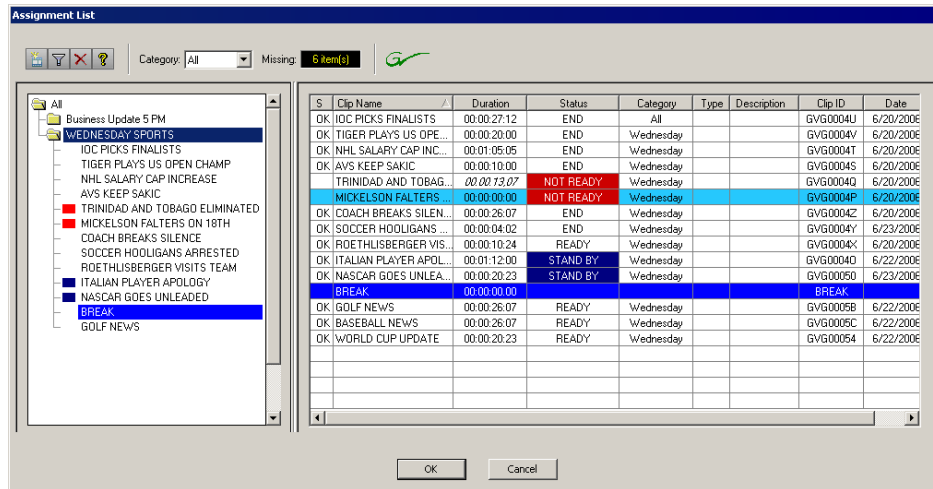 Assignment List
Category: All Missing: 6 item(s)
All
Business Update 5 PM
WEDNESDAY SPORTS
IOC PICKS FINALISTS
TIGER PLAYS US OPEN CHAMP
NHL SALARY CAP INCREASE
AVS KEEP SAKIC
TRINIDAD AND TOBAGO ELIMINATED
MICKELSON FALTERS ON 18TH
COACH BREAKS SILENCE
SOCCER HOOLIGANS ARRESTED
ROETHLISBERGER VISITS TEAM
ITALIAN PLAYER APOLOGY
NASCAR GOES UNLEADED
BREAK
GOLF NEWS
S Clip Name Duration Status Category Type Description Clip ID Date
OK IOC PICKS FINALISTS 00:00:27:12 END All GVG0004U 6/20/2006
OK TIGER PLAYS US OPE... 00:00:20:00 END Wednesday GVG0004V 6/20/2006
OK NHL SALARY CAP INC... 00:01:05:05 END Wednesday GVG0004T 6/20/2006
OK AVS KEEP SAKIC 00:00:10:00 END Wednesday GVG0004S 6/20/2006
TRINIDAD AND TOBAG... 00:00:13;07 NOT READY Wednesday GVG0004Q 6/20/2006
MICKELSON FALTERS ... 00:00:00:00 NOT READY Wednesday GVG0004P 6/20/2006
OK COACH BREAKS SILEN... 00:00:26:07 END Wednesday GVG0004Z 6/20/2006
OK SOCCER HOOLIGANS ... 00:00:04:02 END Wednesday GVG0004Y 6/23/2006
OK ROETHLISBERGER VIS... 00:00:10:24 READY Wednesday GVG0004X 6/20/2006
OK ITALIAN PLAYER APOL... 00:01:12:00 STAND BY Wednesday GVG0004O 6/22/2006
OK NASCAR GOES UNLEA... 00:00:20:23 STAND BY Wednesday GVG00050 6/23/2006
BREAK 00:00:00.00 BREAK
OK GOLF NEWS 00:00:26:07 READY Wednesday GVG0005B 6/22/2006
OK BASEBALL NEWS 00:00:26:07 READY Wednesday GVG0005C 6/22/2006
OK WORLD CUP UPDATE 00:00:20:23 READY Wednesday GVG00054 6/22/2006
OK Cancel